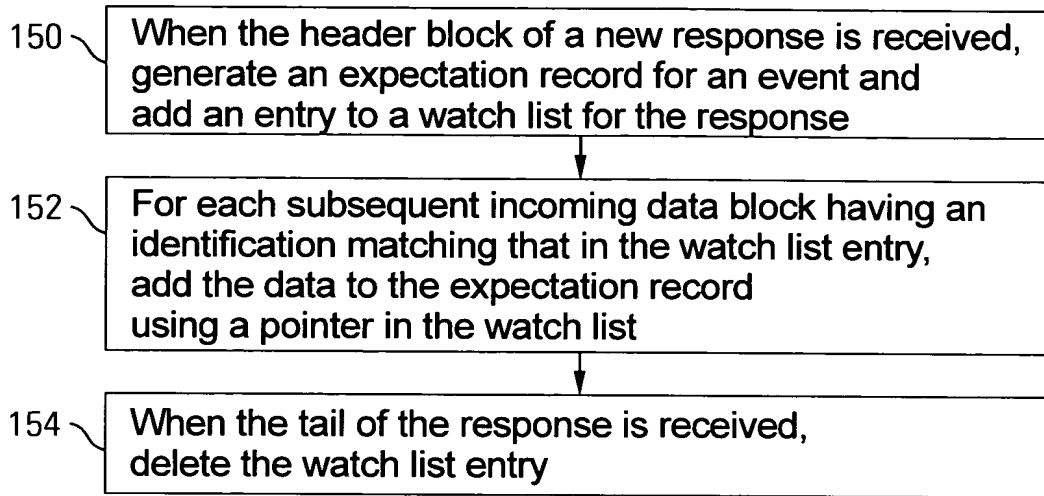 150
When the header block of a new response is received,
generate an expectation record for an event and
add an entry to a watch list for the response
152
For each subsequent incoming data block having an
identification matching that in the watch list entry,
add the data to the expectation record
using a pointer in the watch list
154
When the tail of the response is received,
delete the watch list entry